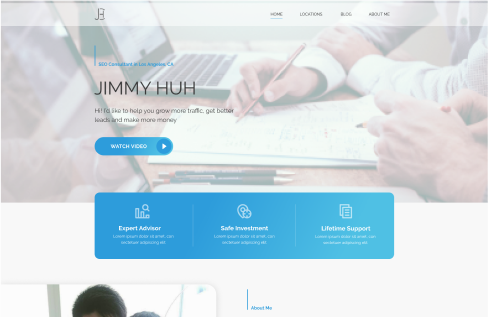 JH
HOME
LOCATIONS
BLOG
ABOUT ME
SEO Consultant in Los Angeles, CA
JIMMY HUH
Hi! I'd like to help you grow more traffic, get better
leads and make more money
WATCH VIDEO
Expert Advisor
Safe Investment
Lifetime Support
Lorem ipsum dolor sit amet, con
sectetuer adipiscing elit
Lorem ipsum dolor sit amet, con
sectetuer adipiscing elit
Lorem ipsum dolor sit amet, con
sectetuer adipiscing elit
About Me